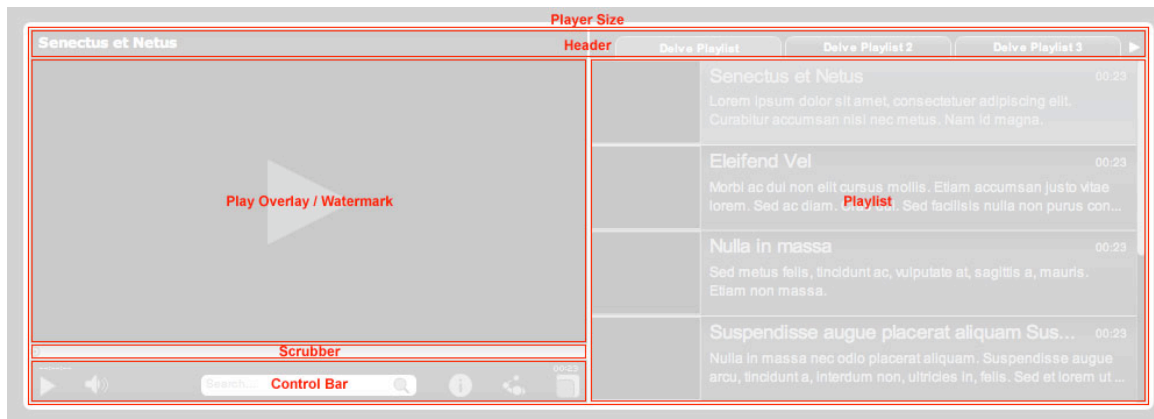 Player Size
Senectus et Netus
Header
Delve Playlist
Delve Playlist 2
Delve Playlist 3
Senectus et Netus
00:23
Lorem ipsum dolor sit amet, consectetuer adipiscing elit.
Curabitur accumsan nisi nec metus. Nam id magna.
Eleifend Vel
00:23
Morbi ac dui non elit cursus mollis. Etiam accumsan justo vitae
lorem. Sed ac diam. Sed facilisis nulla non purus con...
Play Overlay / Watermark
Playlist
Nulla in massa
00:23
Sed metus felis, tincidunt ac, vulputate at, sagittis a, mauris.
Etiam non massa.
Suspendisse augue placerat aliquam Sus...
00:23
Nulla in massa nec odio placerat aliquam. Suspendisse augue
arcu, tincidunt a, interdum non, ultricies in, felis. Sed et lorem ut ...
Scrubber
00:23
Search...
Control Bar